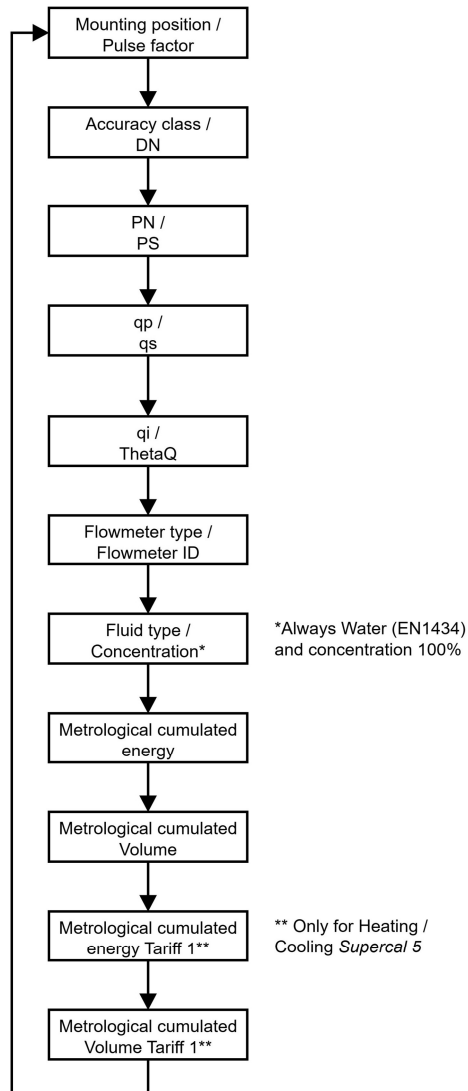 Mounting position /
Pulse factor
Accuracy class /
DN
PN /
PS
qp /
qs
qi /
ThetaQ
Flowmeter type /
Flowmeter ID
Fluid type /
Concentration*
*Always Water (EN1434)
and concentration 100%
Metrological cumulated
energy
Metrological cumulated
Volume
Metrological cumulated
energy Tariff 1**
** Only for Heating /
Cooling Supercal 5
Metrological cumulated
Volume Tariff 1**